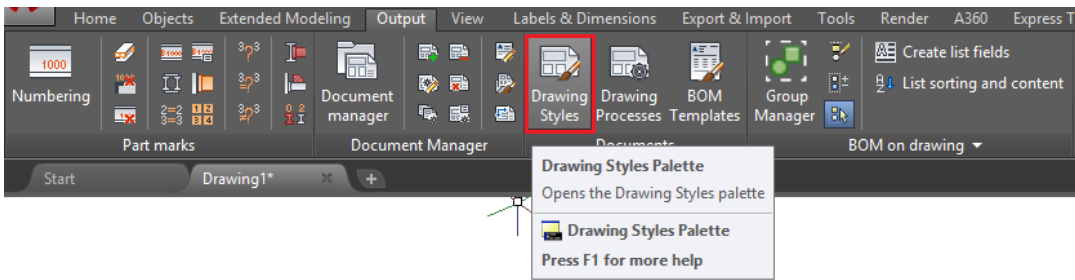 Home Objects Extended Modeling Output View Labels & Dimensions Export & Import Tools Render A360 Express T
1000
Numbering
Document
manager
Drawing
Styles
Drawing
Processes
BOM
Templates
Group
Manager
Create list fields
List sorting and content
Part marks
Document Manager
Documents
BOM on drawing
Start
Drawing1*
Drawing Styles Palette
Opens the Drawing Styles palette
Drawing Styles Palette
Press F1 for more help